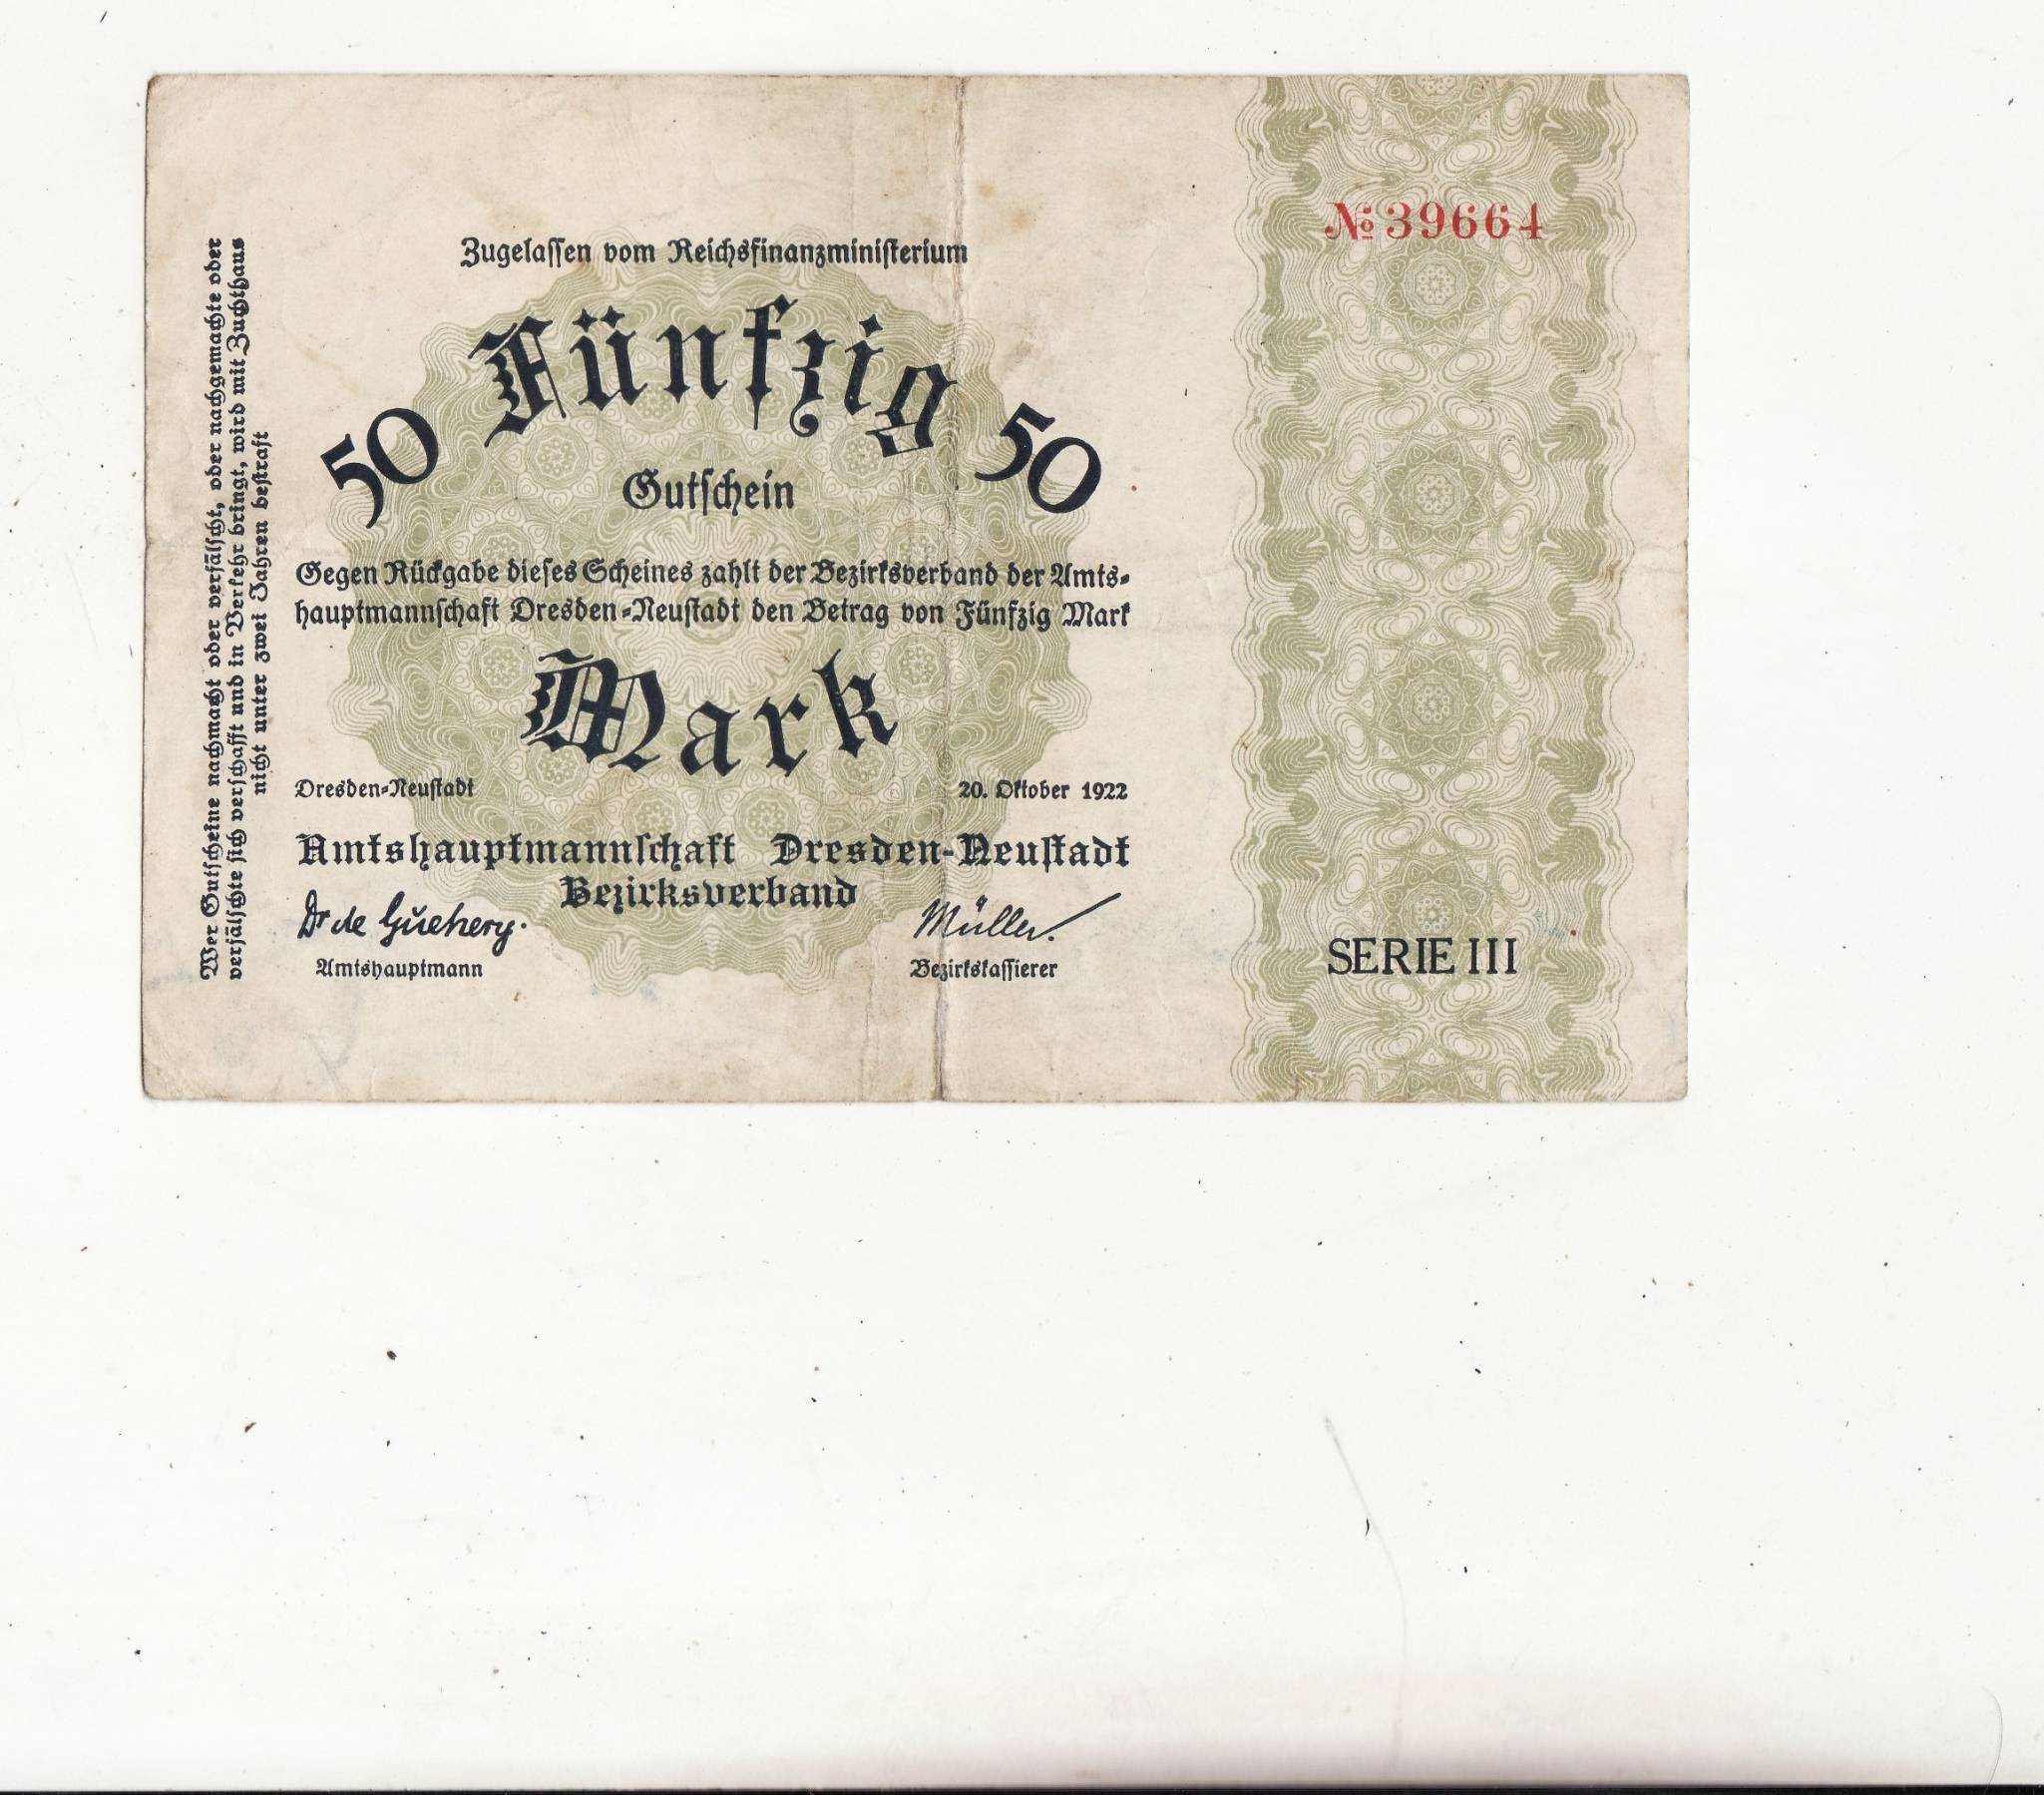 № 39664
Zugelassen vom Reichsfinanzministerium
50 Fünfzig 50
Gutschein
Gegen Rückgabe dieses Scheines zahlt der Bezirksverband der Amts-
hauptmannschaft Dresden-Neustadt den Betrag von Fünfzig Mark
Mark
Dresden-Neustadt 20. Oktober 1922
Amtshauptmannschaft Dresden-Neustadt
Bezirksverband
Dr de Müller.
Amtshauptmann Bezirkskassierer
SERIE III
Wer Gutscheine nachmacht oder verfälscht, oder nachgemachte oder
verfälschte sich verschafft und in Verkehr bringt, wird mit Zuchthaus
nicht unter zwei Jahren bestraft